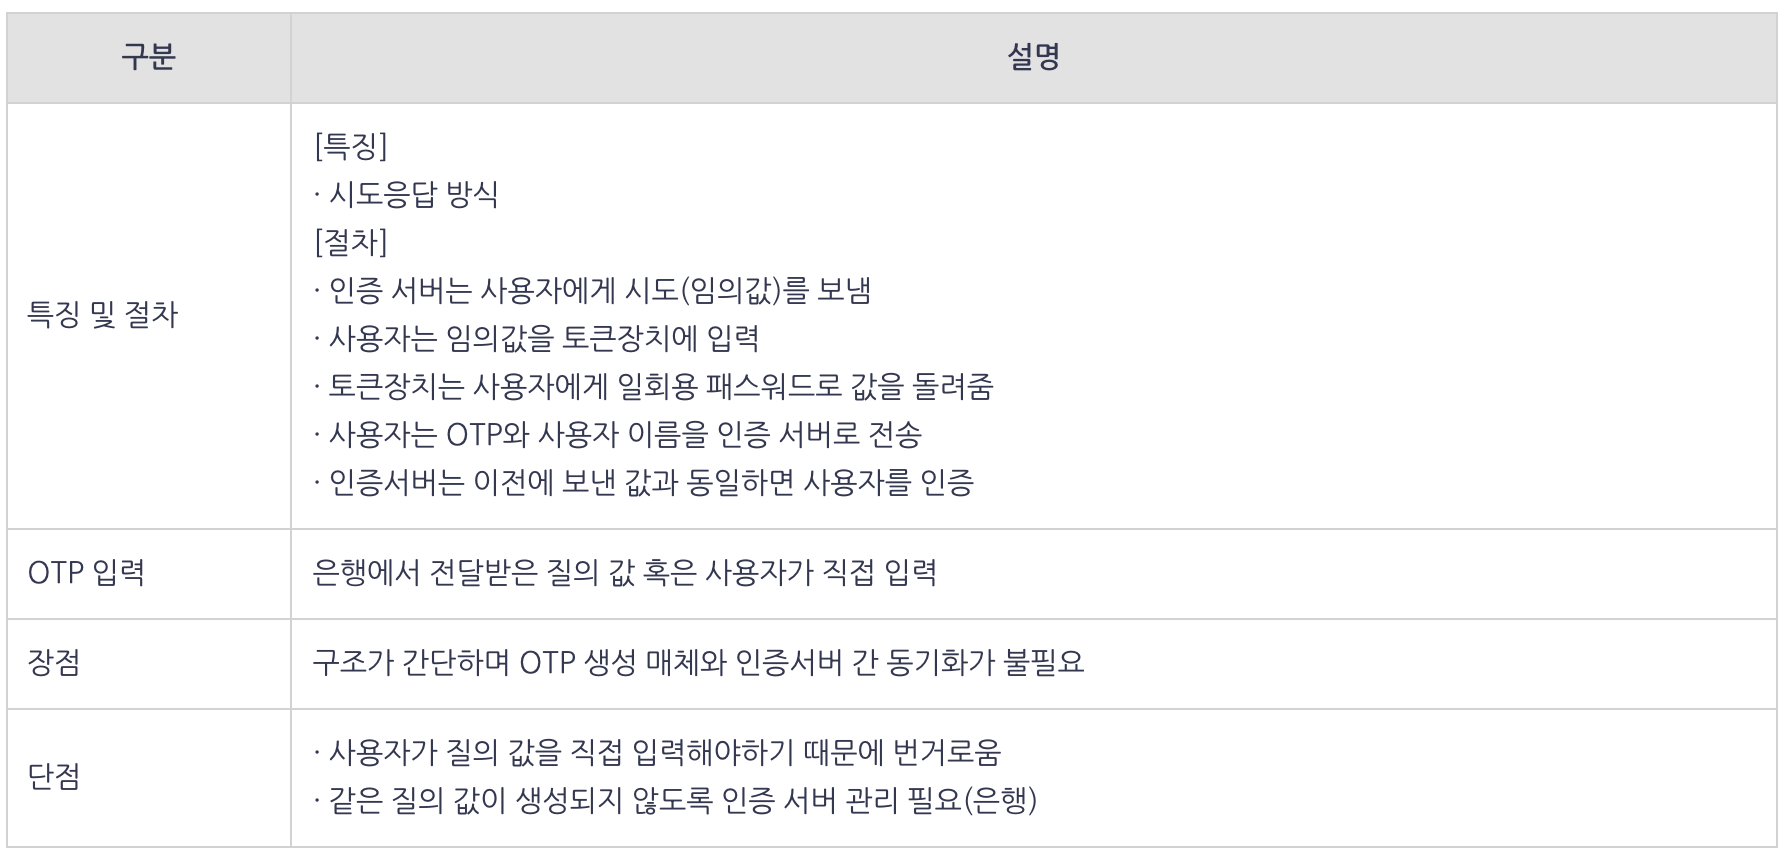 구분
설명
특징 및 절차
[특징]
· 시도응답 방식
[절차]
· 인증 서버는 사용자에게 시도(임의값)를 보냄
· 사용자는 임의값을 토큰장치에 입력
· 토큰장치는 사용자에게 일회용 패스워드로 값을 돌려줌
· 사용자는 OTP와 사용자 이름을 인증 서버로 전송
· 인증서버는 이전에 보낸 값과 동일하면 사용자를 인증
OTP 입력
은행에서 전달받은 질의 값 혹은 사용자가 직접 입력
장점
구조가 간단하며 OTP 생성 매체와 인증서버 간 동기화가 불필요
단점
· 사용자가 질의 값을 직접 입력해야하기 때문에 번거로움
· 같은 질의 값이 생성되지 않도록 인증 서버 관리 필요(은행)